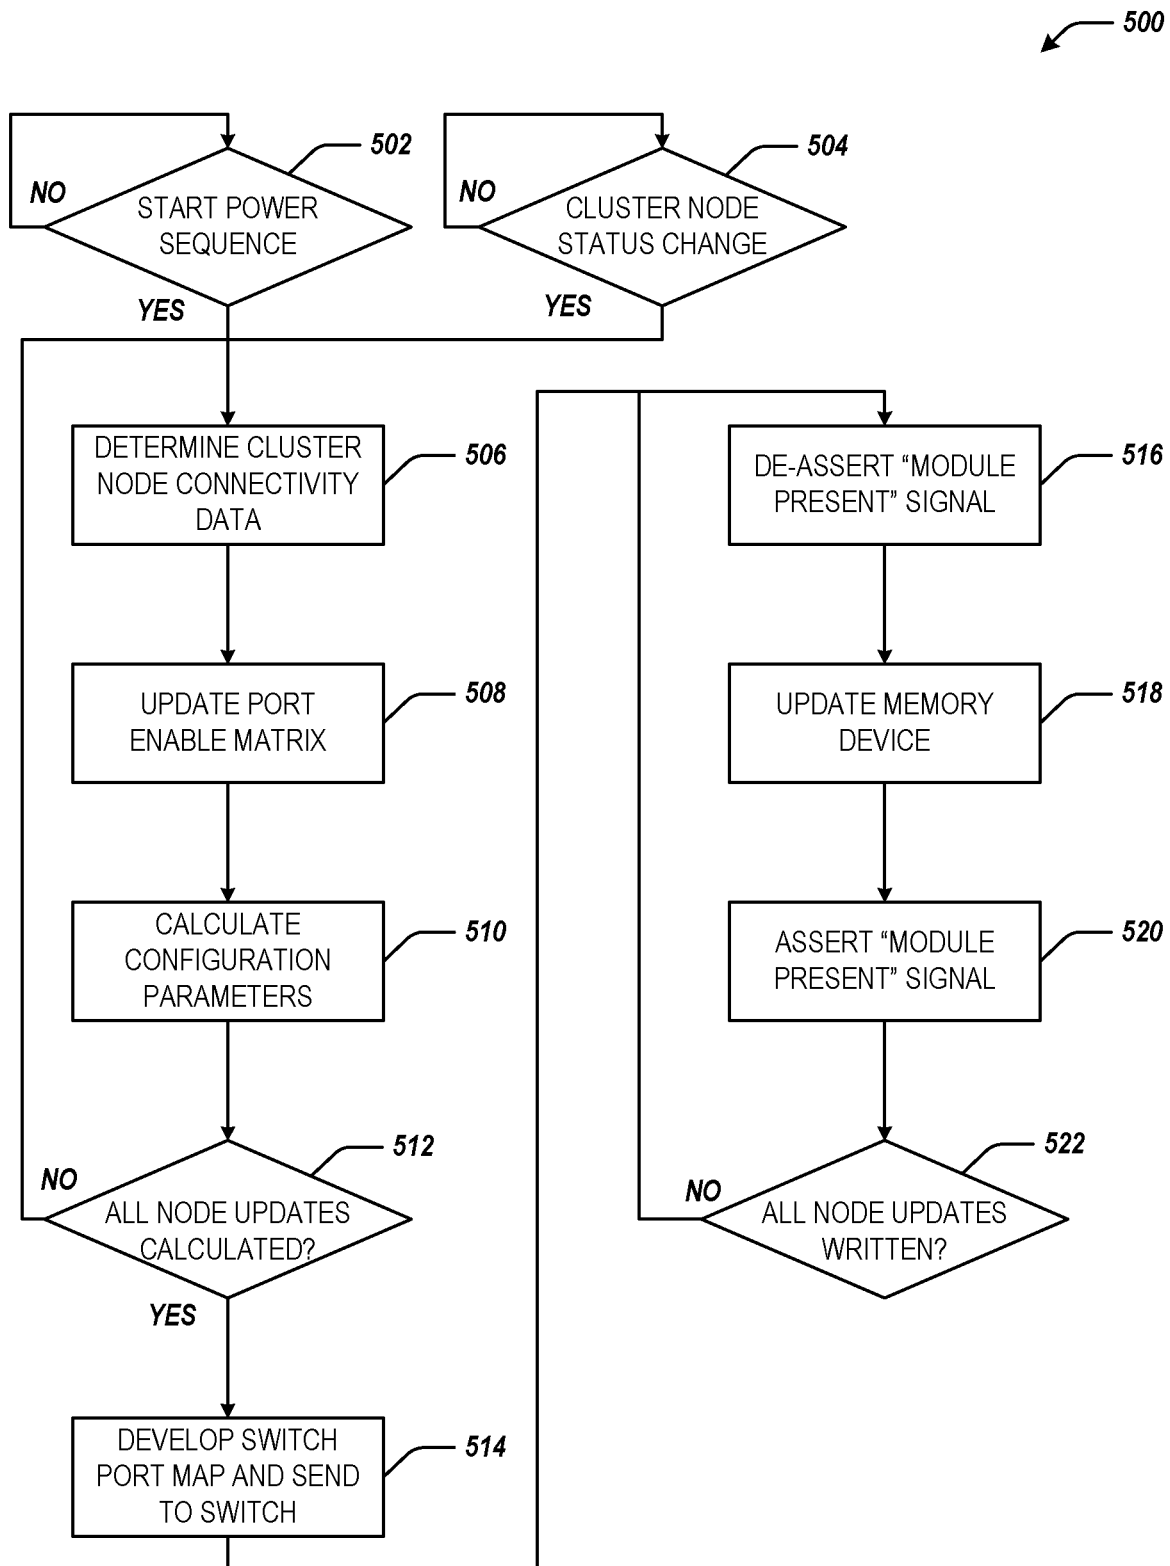 500
502
NO
START POWER
SEQUENCE
YES
504
NO
CLUSTER NODE
STATUS CHANGE
YES
DETERMINE CLUSTER
NODE CONNECTIVITY
DATA
506
UPDATE PORT
ENABLE MATRIX
508
CALCULATE
CONFIGURATION
PARAMETERS
510
512
NO
ALL NODE UPDATES
CALCULATED?
YES
DEVELOP SWITCH
PORT MAP AND SEND
TO SWITCH
514
DE-ASSERT “MODULE
PRESENT” SIGNAL
516
UPDATE MEMORY
DEVICE
518
ASSERT “MODULE
PRESENT” SIGNAL
520
522
NO
ALL NODE UPDATES
WRITTEN?